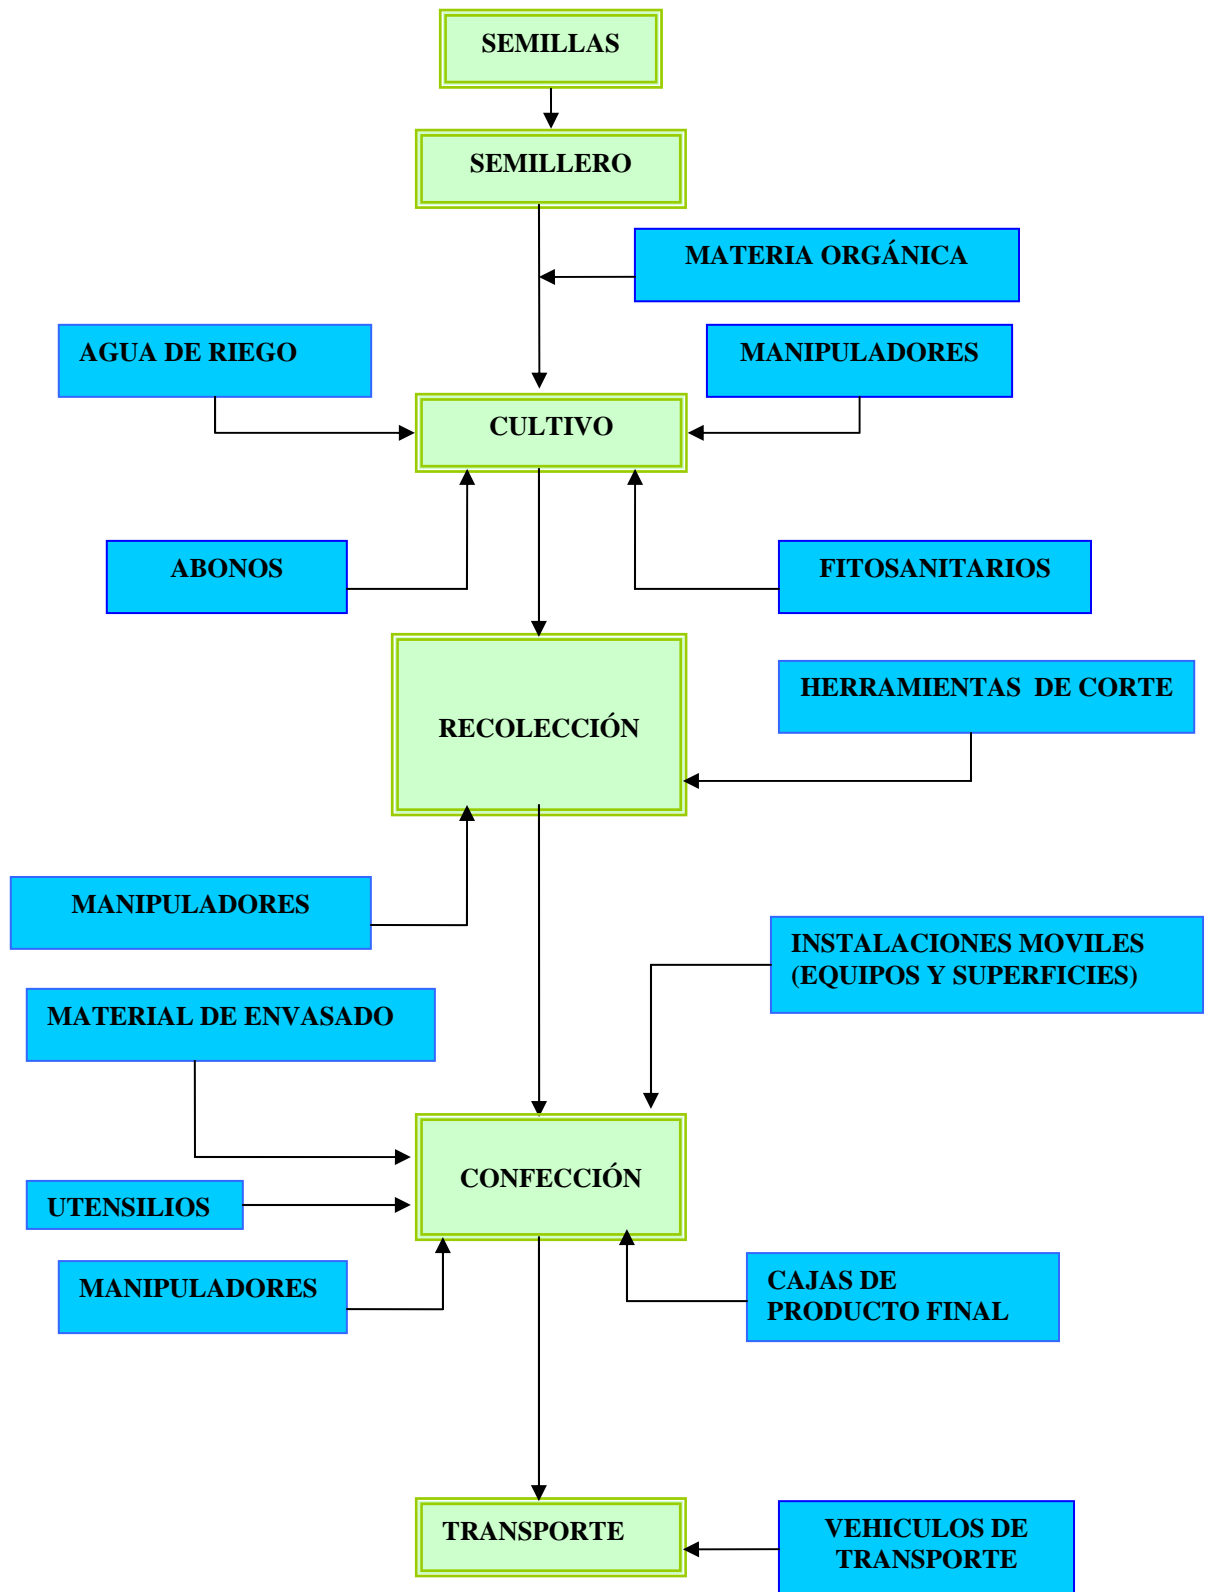 SEMILLAS
SEMILLERO
MATERIA ORGÁNICA
AGUA DE RIEGO
MANIPULADORES
CULTIVO
ABONOS
FITOSANITARIOS
HERRAMIENTAS  DE CORTE
RECOLECCIÓN
MANIPULADORES
INSTALACIONES MOVILES
(EQUIPOS Y SUPERFICIES)
MATERIAL DE ENVASADO
CONFECCIÓN
UTENSILIOS
MANIPULADORES
CAJAS DE
PRODUCTO FINAL
TRANSPORTE
VEHICULOS DE
TRANSPORTE